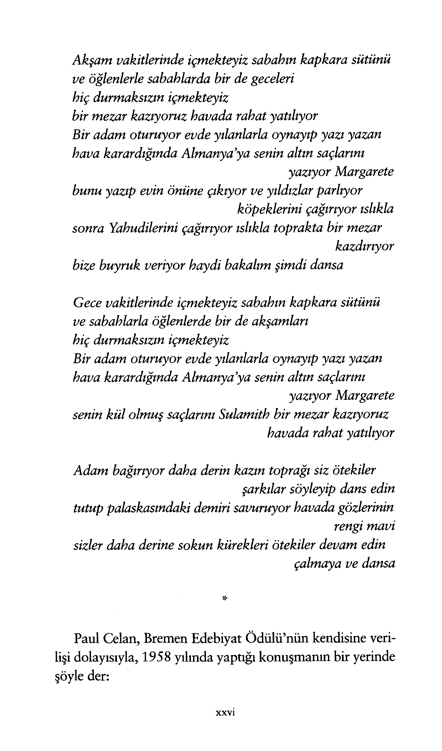 Akşam vakitlerinde içmekteyiz sabahın kapkara sütünü
ve öğlenlerle sabahlarda bir de geceleri
hiç durmaksızın içmekteyiz
bir mezar kazıyoruz havada rahat yatılıyor
Bir adam oturuyor evde yılanlarla oynayıp yazı yazan
hava karardığında Almanya'ya senin altın saçlarını
yazıyor Margarete
bunu yazıp evin önüne çıkıyor ve yıldızlar parlıyor
köpeklerini çağırıyor ıslıkla
sonra Yahudilerini çağırıyor ıslıkla toprakta bir mezar
kazdırıyor
bize buyruk veriyor haydi bakalım şimdi dansa
Gece vakitlerinde içmekteyiz sabahın kapkara sütünü
ve sabahlarla öğlenlerde bir de akşamları
hiç durmaksızın içmekteyiz
Bir adam oturuyor evde yılanlarla oynayıp yazı yazan
hava karardığında Almanya'ya senin altın saçlarını
yazıyor Margarete
senin kül olmuş saçlarını Sulamith bir mezar kazıyoruz
havada rahat yatılıyor
Adam bağırıyor daha derin kazın toprağı siz ötekiler
şarkılar söyleyip dans edin
tutup palaskasındaki demiri savuruyor havada gözlerinin
rengi mavi
sizler daha derine sokun kürekleri ötekiler devam edin
çalmaya ve dansa
*
Paul Celan, Bremen Edebiyat Ödülü'nün kendisine veri-
lişi dolayısıyla, 1958 yılında yaptığı konuşmanın bir yerinde
şöyle der:
xxvi